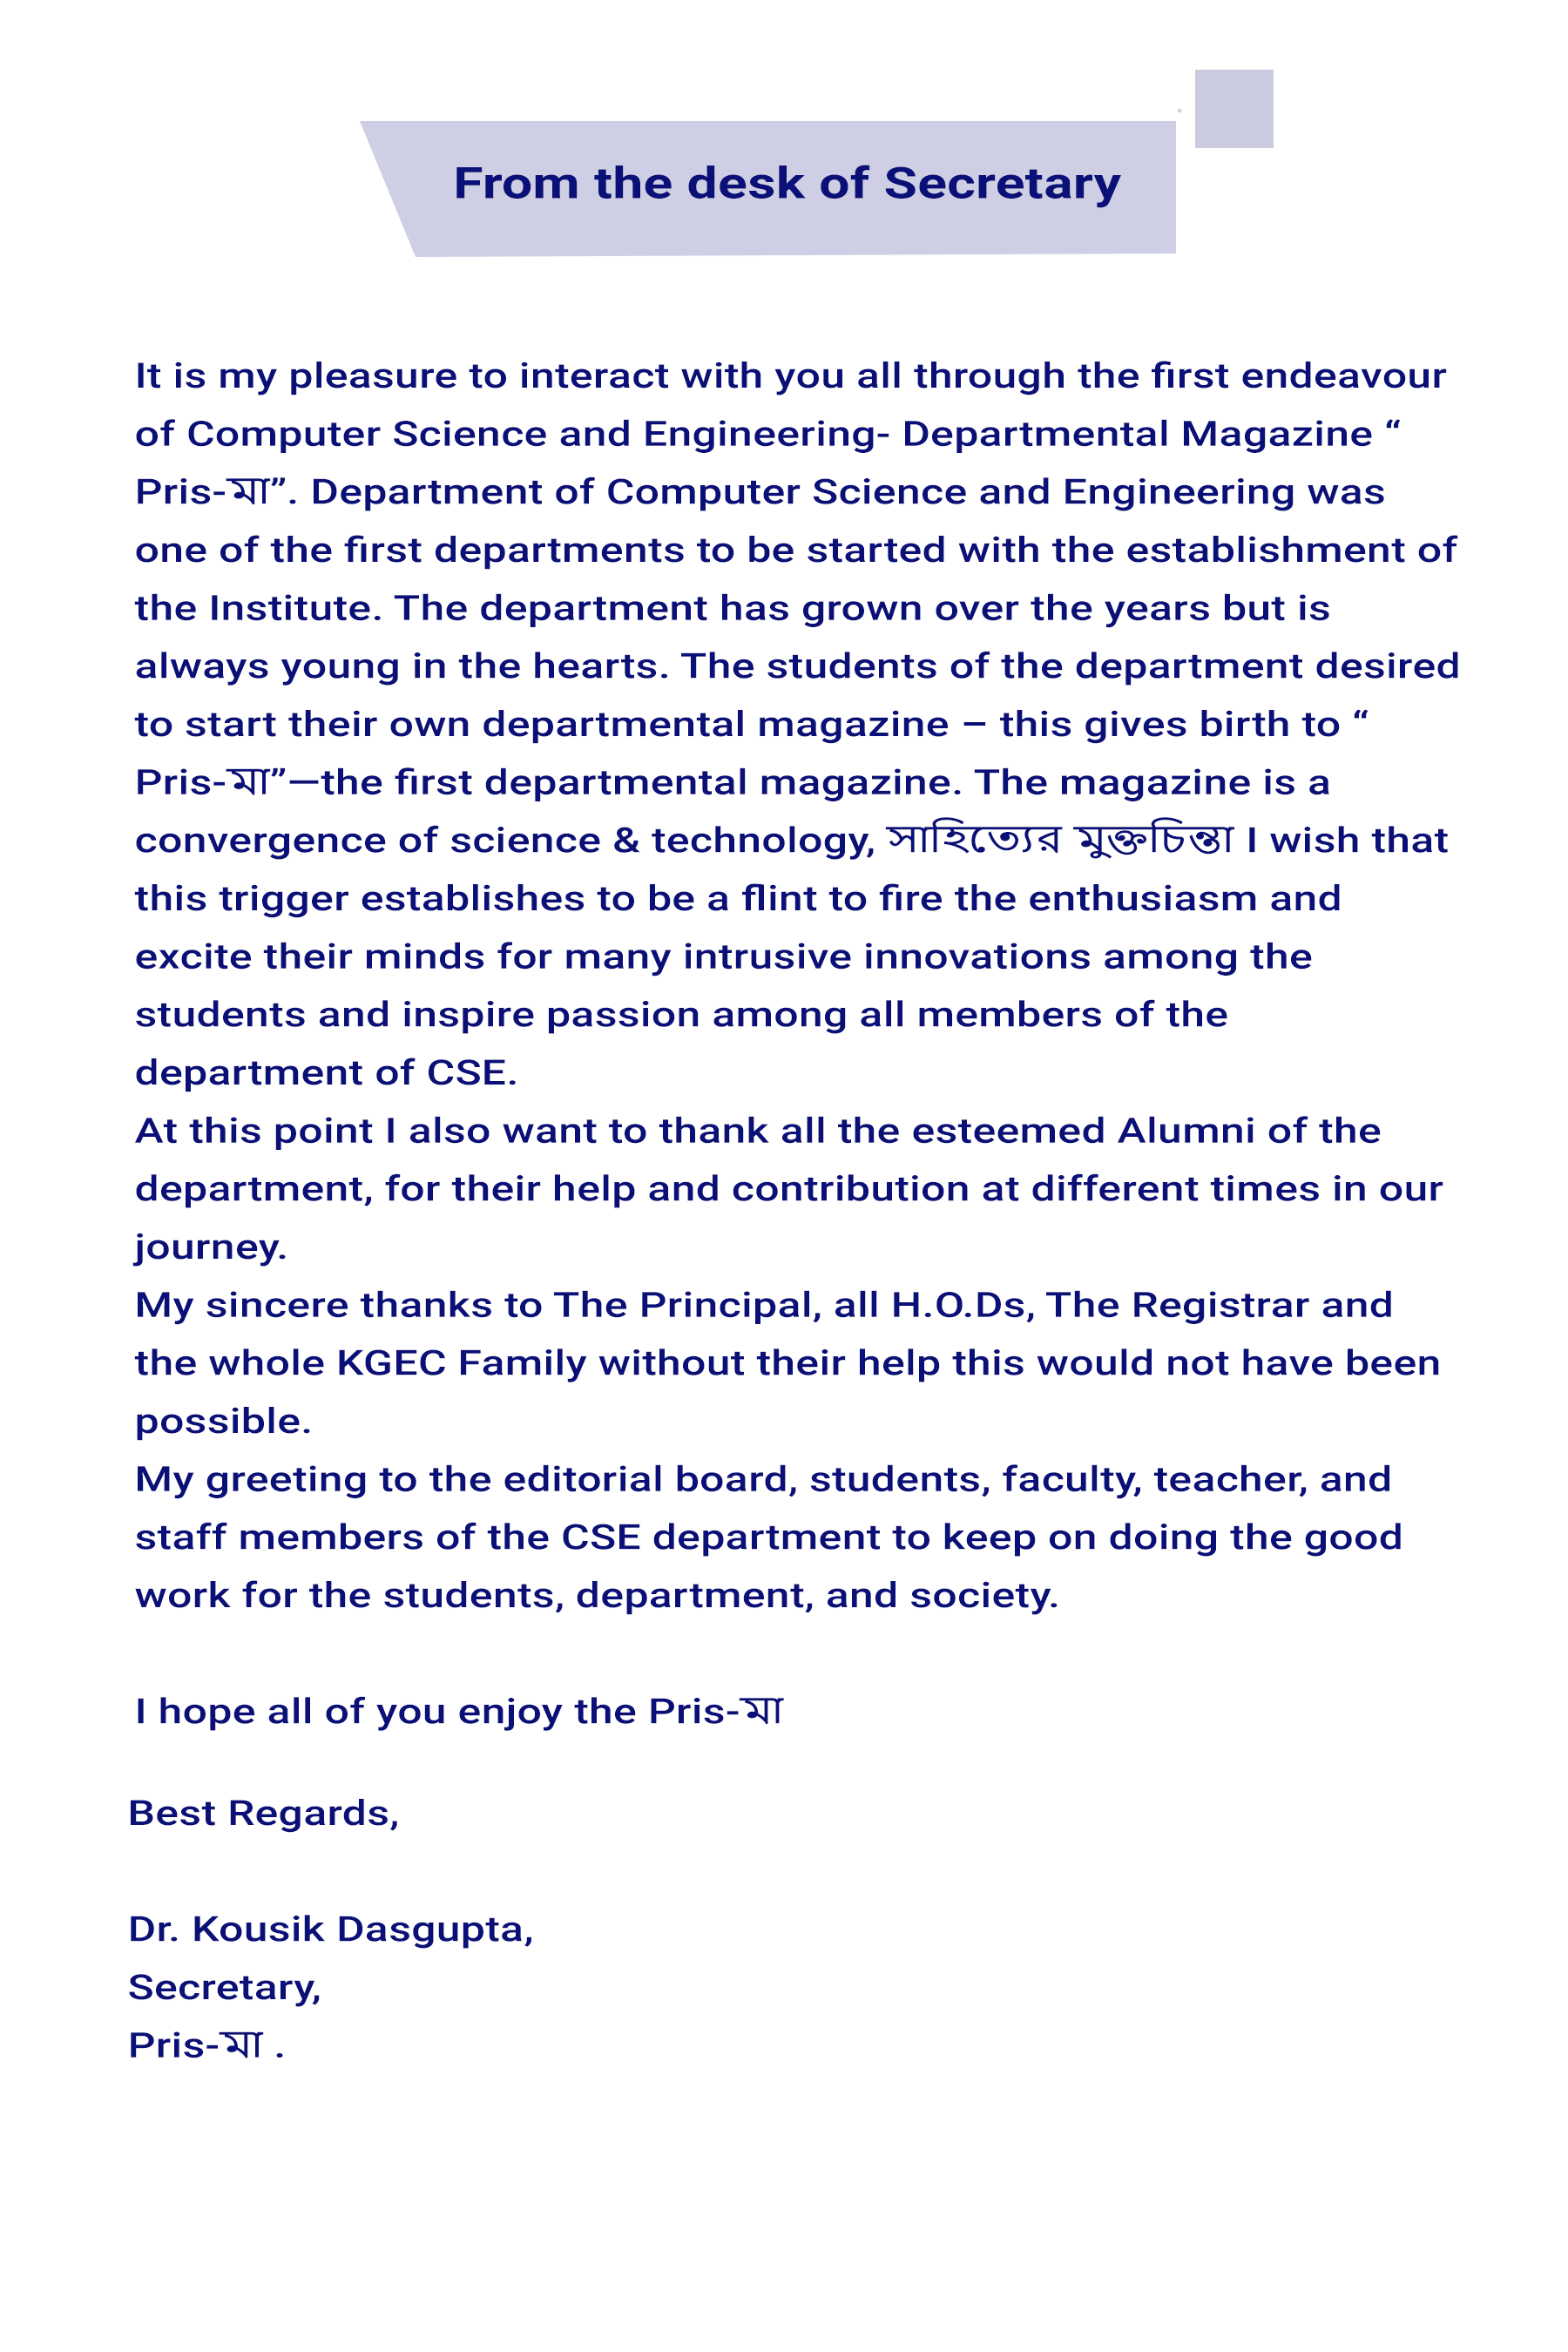 From the desk of Secretary
It is my pleasure to interact with you all through the first endeavour
of Computer Science and Engineering- Departmental Magazine “
Pris-মা”. Department of Computer Science and Engineering was
one of the first departments to be started with the establishment of
the Institute. The department has grown over the years but is
always young in the hearts. The students of the department desired
to start their own departmental magazine – this gives birth to “
Pris-মা”—the first departmental magazine. The magazine is a
convergence of science & technology, সাহিত্যের মুক্তচিন্তা I wish that
this trigger establishes to be a flint to fire the enthusiasm and
excite their minds for many intrusive innovations among the
students and inspire passion among all members of the
department of CSE.
At this point I also want to thank all the esteemed Alumni of the
department, for their help and contribution at different times in our
journey.
My sincere thanks to The Principal, all H.O.Ds, The Registrar and
the whole KGEC Family without their help this would not have been
possible.
My greeting to the editorial board, students, faculty, teacher, and
staff members of the CSE department to keep on doing the good
work for the students, department, and society.
I hope all of you enjoy the Pris-মা
Best Regards,
Dr. Kousik Dasgupta,
Secretary,
Pris-মা .